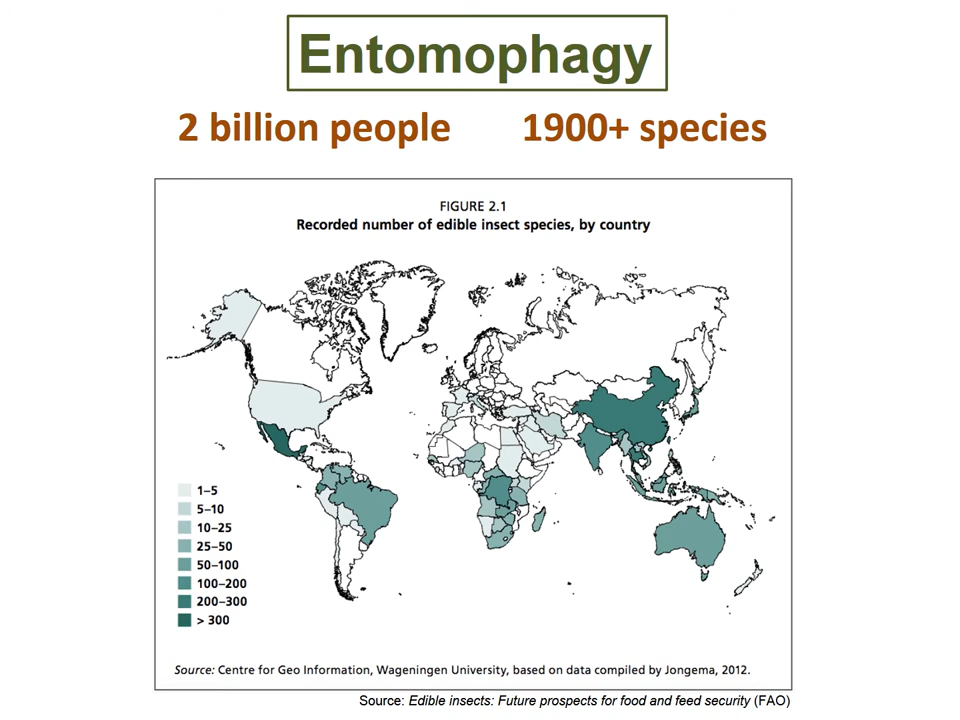 Entomophagy
2 billion people 1900+ species
FIGURE 2.1
Recorded number of edible insect species, by country
1–5
5–10
10–25
25–50
50–100
100–200
200–300
> 300
Source: Centre for Geo Information, Wageningen University, based on data compiled by Jongema, 2012.
Source: Edible insects: Future prospects for food and feed security (FAO)